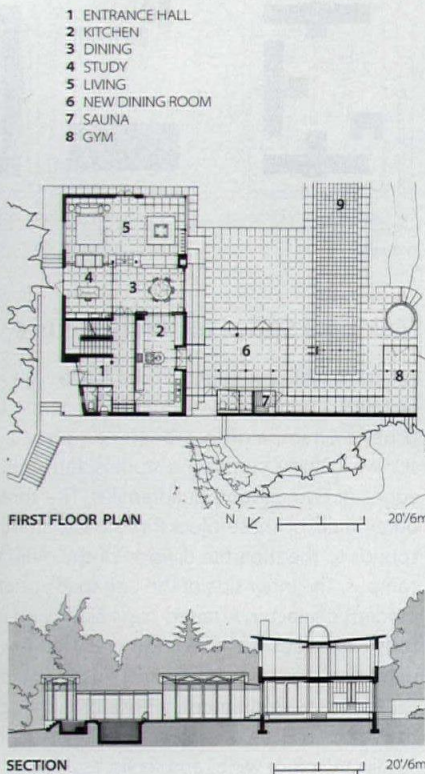 1 ENTRANCE HALL
2 KITCHEN
3 DINING
4 STUDY
5 LIVING
6 NEW DINING ROOM
7 SAUNA
8 GYM
9
5
4
3
2
6
1
8
7
FIRST FLOOR PLAN
N
20'/6m
SECTION
20'/6m